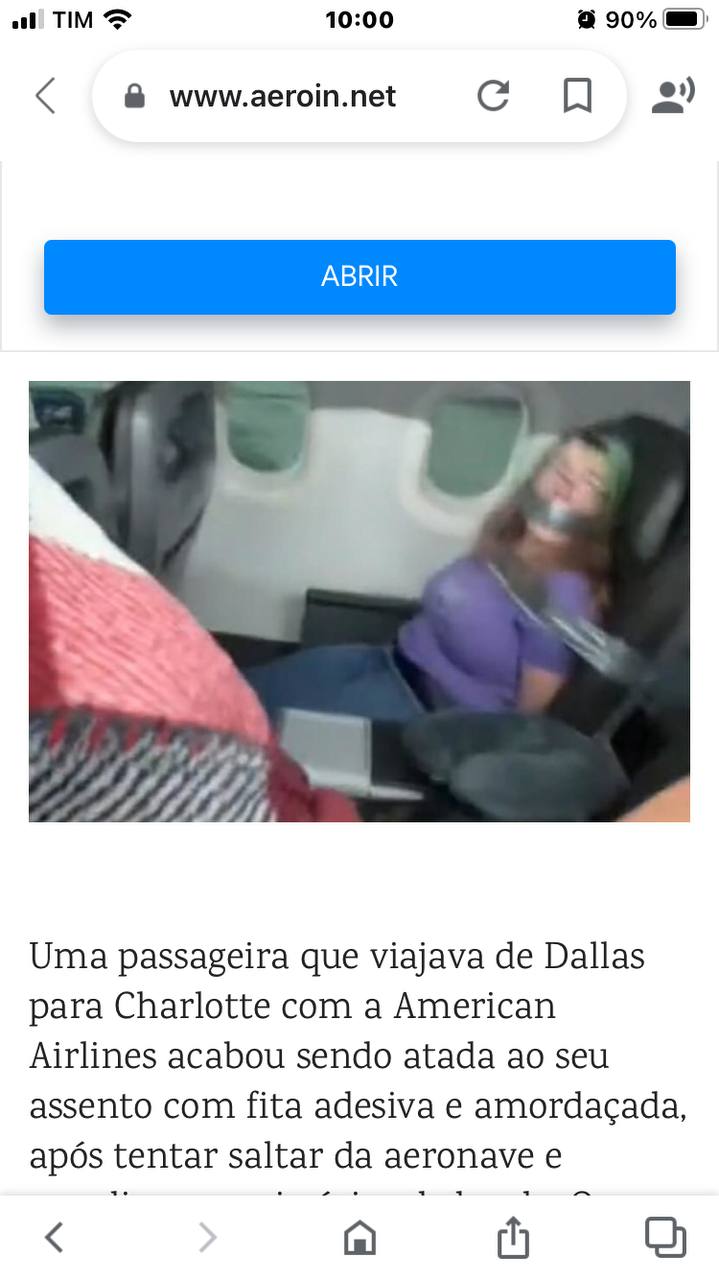 TIM 10:00 90%
www.aeroin.net
ABRIR
Uma passageira que viajava de Dallas
para Charlotte com a American
Airlines acabou sendo atada ao seu
assento com fita adesiva e amordaçada,
após tentar saltar da aeronave e